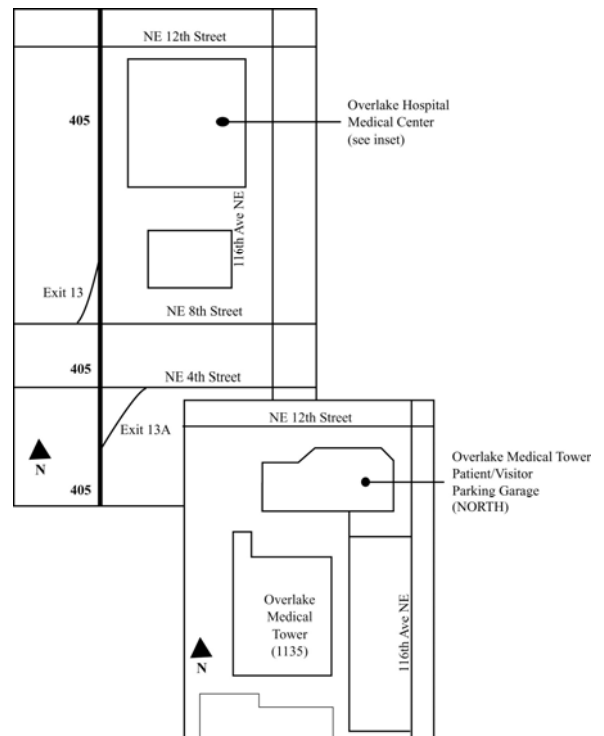 NE 12th Street
405
Overlake Hospital
Medical Center
(see inset)
116th Ave NE
Exit 13
NE 8th Street
405
NE 4th Street
Exit 13A
N
405
NE 12th Street
Overlake Medical Tower
Patient/Visitor
Parking Garage
(NORTH)
Overlake
Medical
Tower
(1135)
116th Ave NE
N